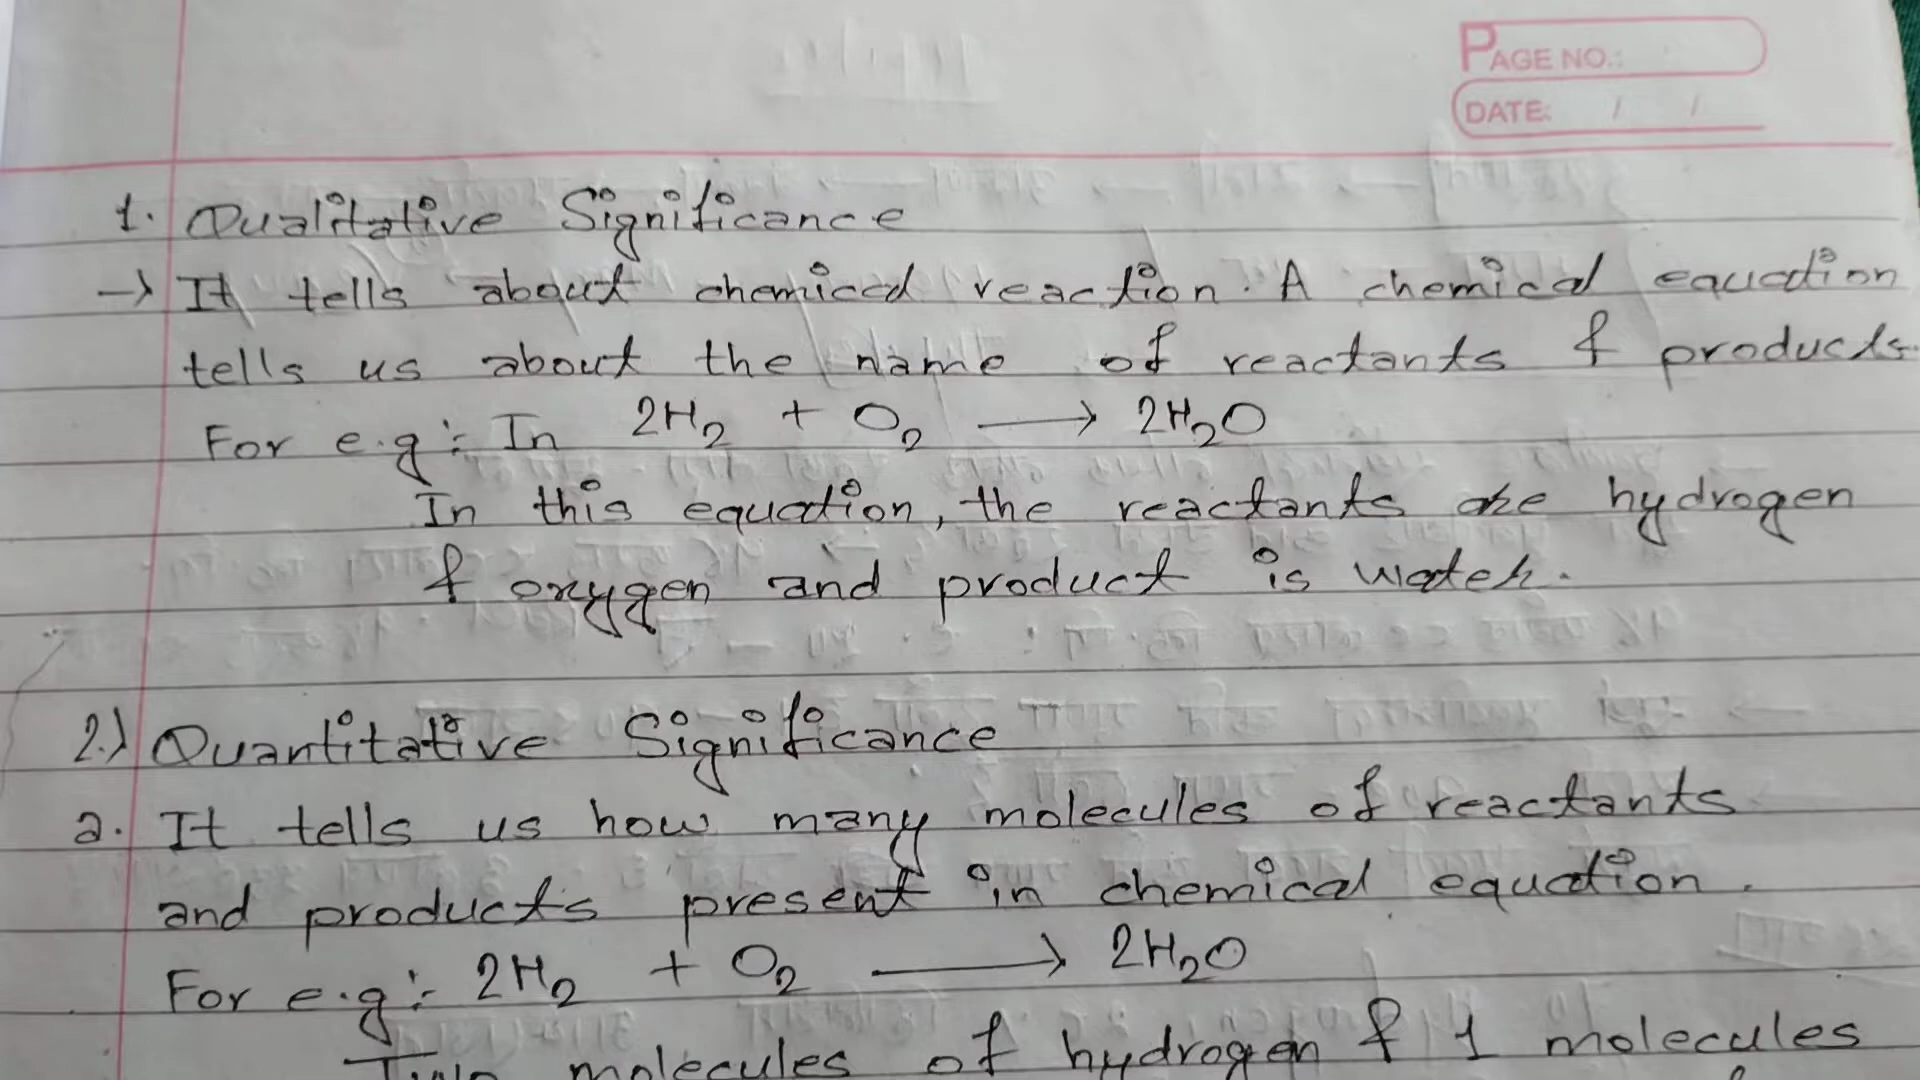 PAGE NO.:
DATE: / /
1. Qualitative Significance
→ It tells about chemical reaction. A chemical equation
tells us about the name of reactants & products.
For e.g:- In 2H₂ + O₂ → 2H₂O
In this equation, the reactants are hydrogen
& oxygen and product is water.
2.) Quantitative Significance
a. It tells us how many molecules of reactants
and products present in chemical equation.
For e.g:- 2H₂ + O₂ → 2H₂O
Two molecules of hydrogen & 1 molecules